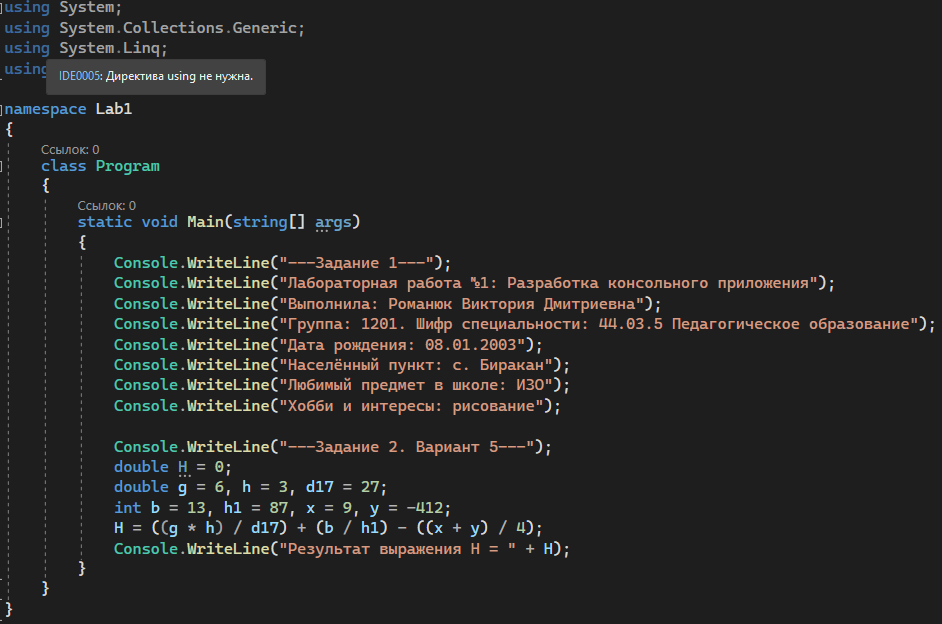 using System;
using System.Collections.Generic;
using System.Linq;
using
IDE0005: Директива using не нужна.
namespace Lab1
{
Ссылок: 0
class Program
{
Ссылок: 0
static void Main(string[] args)
{
Console.WriteLine("---Задание 1---");
Console.WriteLine("Лабораторная работа №1: Разработка консольного приложения");
Console.WriteLine("Выполнила: Романюк Виктория Дмитриевна");
Console.WriteLine("Группа: 1201. Шифр специальности: 44.03.5 Педагогическое образование");
Console.WriteLine("Дата рождения: 08.01.2003");
Console.WriteLine("Населённый пункт: с. Биракан");
Console.WriteLine("Любимый предмет в школе: ИЗО");
Console.WriteLine("Хобби и интересы: рисование");
Console.WriteLine("---Задание 2. Вариант 5---");
double H = 0;
double g = 6, h = 3, d17 = 27;
int b = 13, h1 = 87, x = 9, y = -412;
H = ((g * h) / d17) + (b / h1) - ((x + y) / 4);
Console.WriteLine("Результат выражения H = " + H);
}
}
}